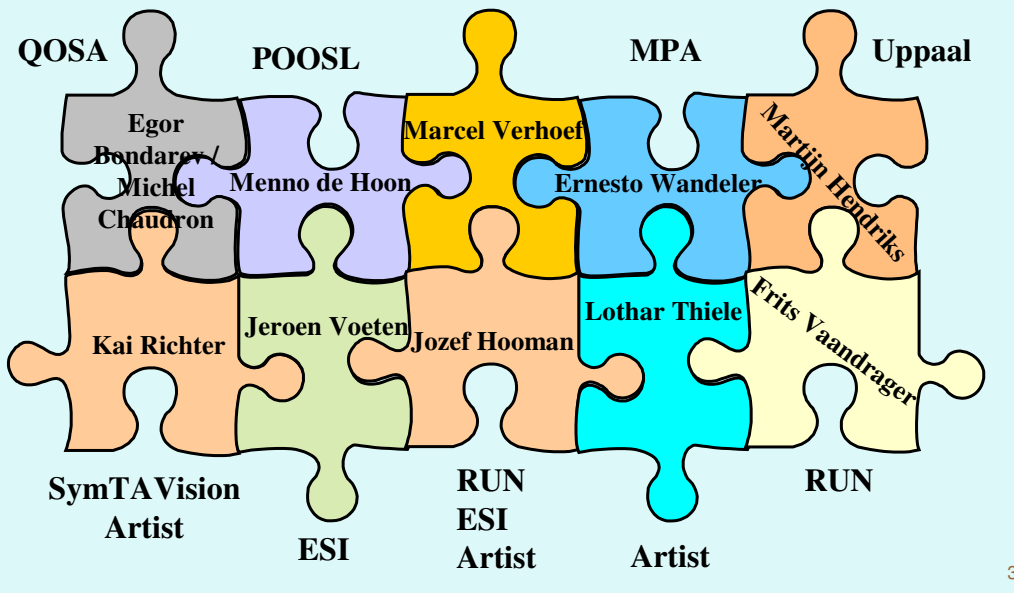 QOSA
POOSL
MPA
Uppaal
Egor
Bondarev /
Michel
Chaudron
Menno de Hoon
Marcel Verhoef
Ernesto Wandeler
Martijn Hendriks
Kai Richter
Jeroen Voeten
Jozef Hooman
Lothar Thiele
Frits Vaandrager
SymTAVision
Artist
ESI
RUN
ESI
Artist
Artist
RUN
3